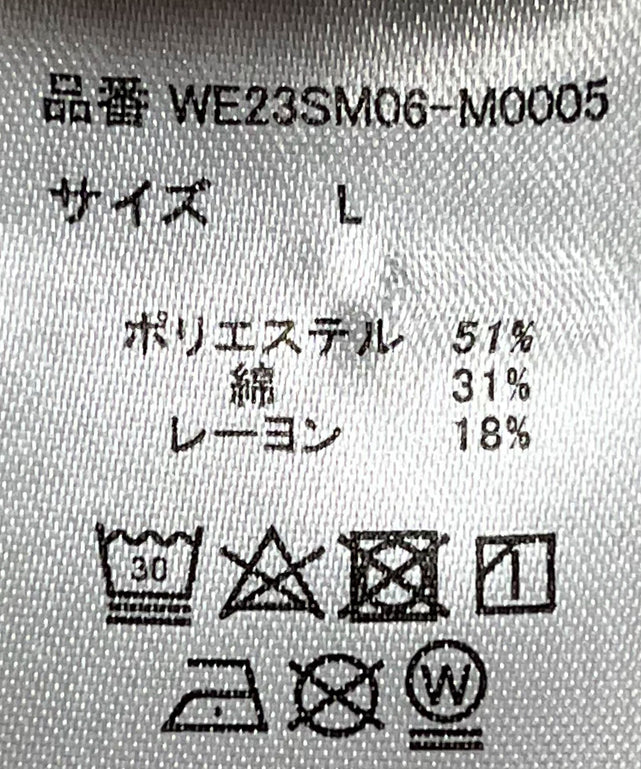 品番 WE23SM06-M0005
サイズ L
ポリエステル 51%
綿 31%
レーヨン 18%
30
W